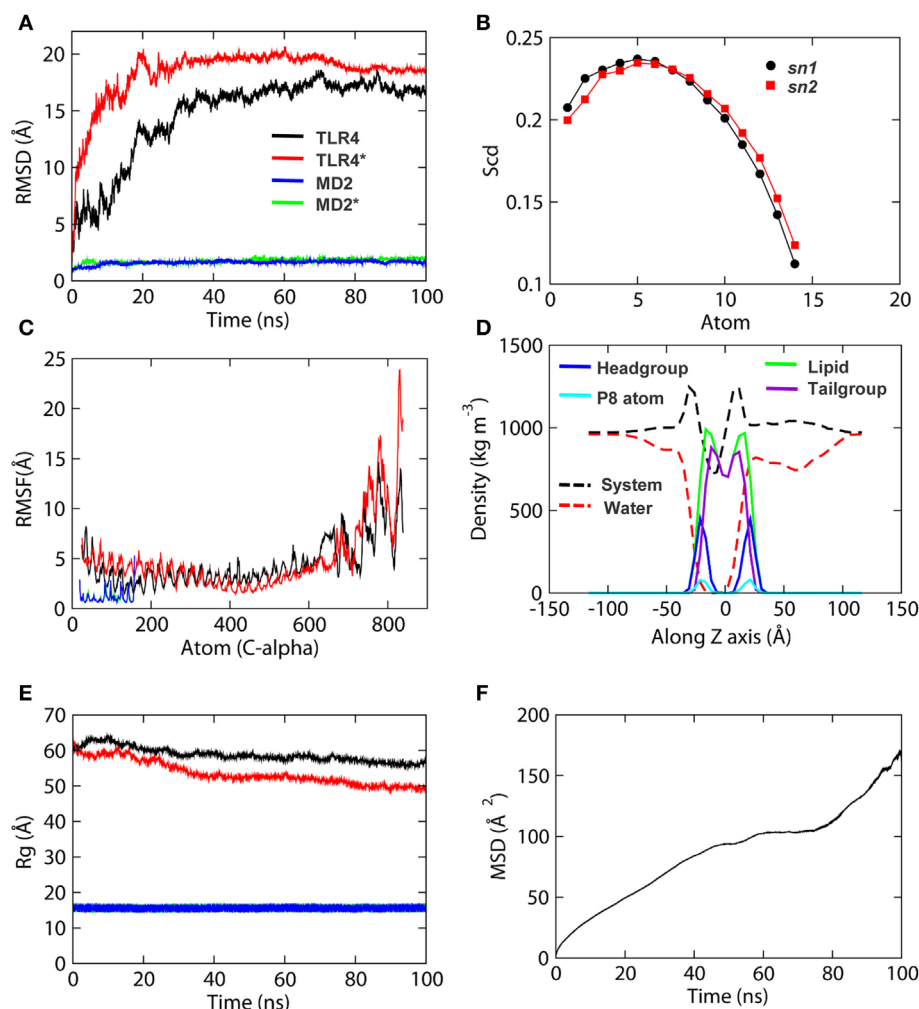 A
RMSD (Å)
20
15
10
5
0
TLR4
TLR4*
MD2
MD2*
0 20 40 60 80 100
Time (ns)
B
Scd
0.25
0.2
0.15
0.1
sn1
sn2
0 5 10 15 20
Atom
C
RMSF(Å)
25
20
15
10
5
0
0 200 400 600 800
Atom (C-alpha)
D
Density (kg m-3)
1500
1000
500
0
Headgroup
P8 atom
Lipid
Tailgroup
System
Water
-150 -100 -50 0 50 100 150
Along Z axis (Å)
E
Rg (Å)
70
60
50
40
30
20
10
0
0 20 40 60 80 100
Time (ns)
F
MSD (Å2)
200
150
100
50
0
0 20 40 60 80 100
Time (ns)